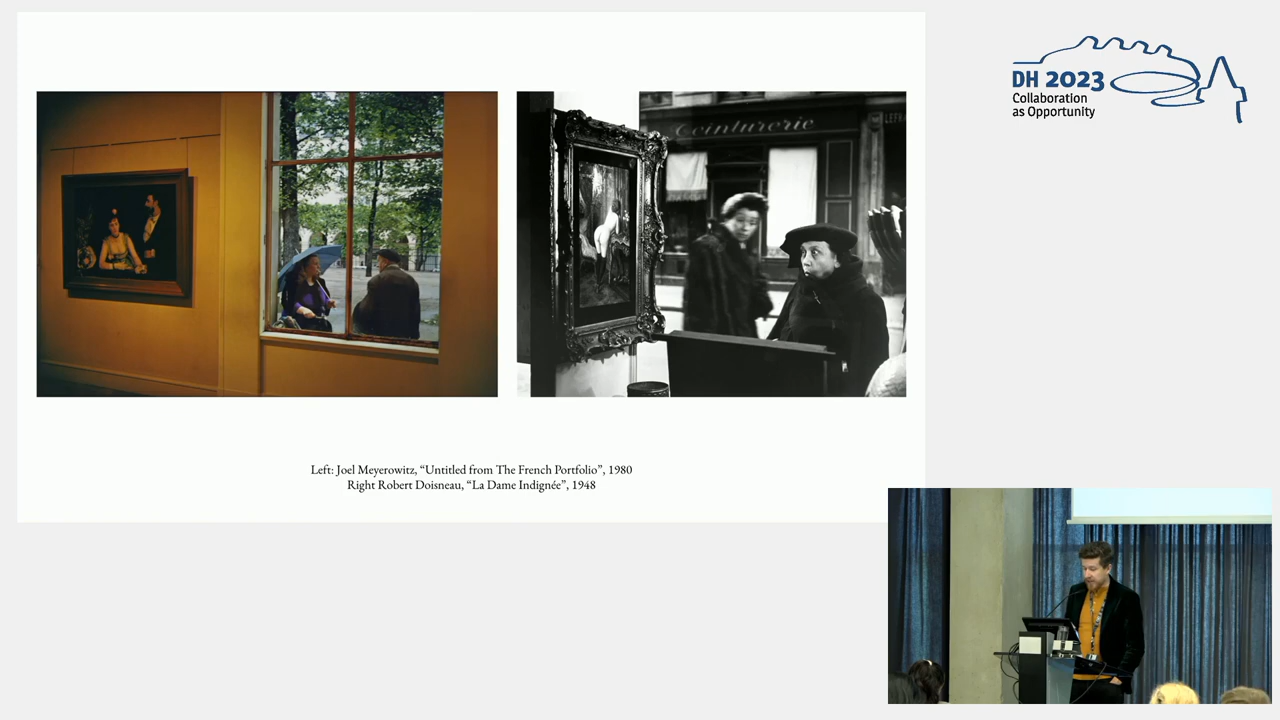 DH 2023
Collaboration
as Opportunity
Ceinturerie
Left: Joel Meyerowitz, “Untitled from The French Portfolio”, 1980
Right Robert Doisneau, “La Dame Indignée”, 1948